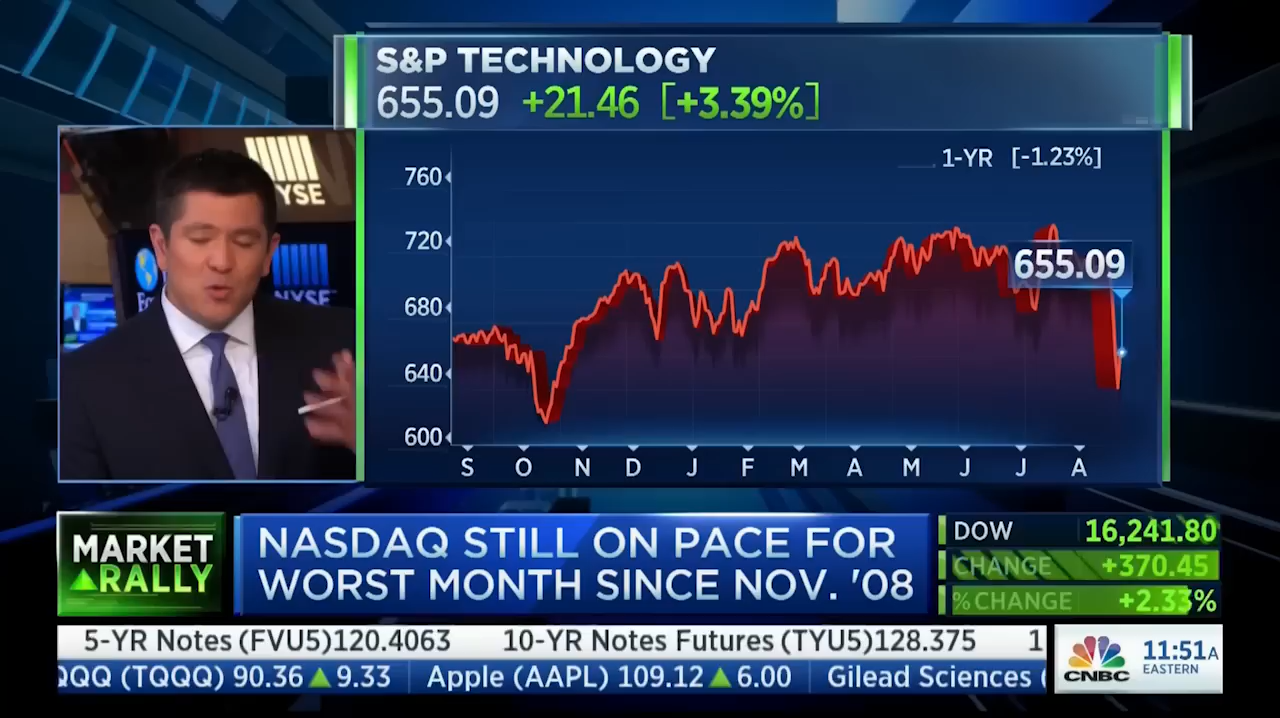 S&P TECHNOLOGY
655.09 +21.46 [+3.39%]
1-YR [-1.23%]
760
720
680
640
600
655.09
S O N D J F M A M J J A
NYSE
NYSE
MARKET
RALLY
NASDAQ STILL ON PACE FOR
WORST MONTH SINCE NOV. '08
DOW 16,241.80
CHANGE +370.45
% CHANGE +2.33%
5-YR Notes (FVU5)120.4063 10-YR Notes Futures (TYU5)128.375 1
QQQ (TQQQ) 90.36 ▲ 9.33 Apple (AAPL) 109.12 ▲ 6.00 Gilead Sciences (
CNBC
11:51A
EASTERN